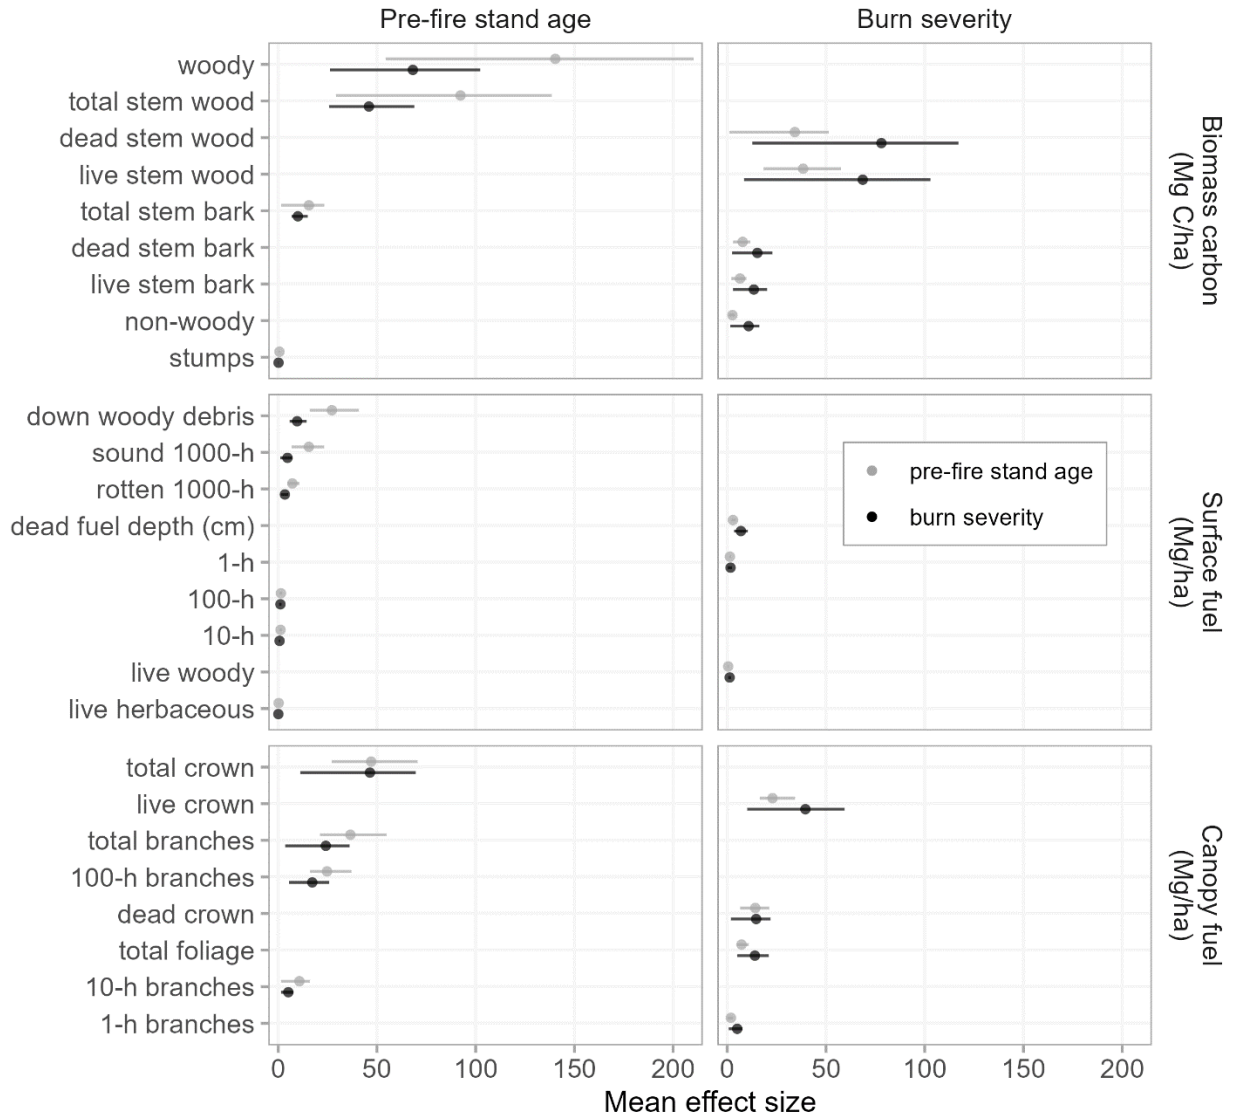 Pre-fire stand age
Burn severity
woody
total stem wood
dead stem wood
live stem wood
total stem bark
dead stem bark
live stem bark
non-woody
stumps
Biomass carbon
(Mg C/ha)
down woody debris
sound 1000-h
rotten 1000-h
dead fuel depth (cm)
1-h
100-h
10-h
live woody
live herbaceous
pre-fire stand age
burn severity
Surface fuel
(Mg/ha)
total crown
live crown
total branches
100-h branches
dead crown
total foliage
10-h branches
1-h branches
Canopy fuel
(Mg/ha)
0 50 100 150 200
0 50 100 150 200
Mean effect size